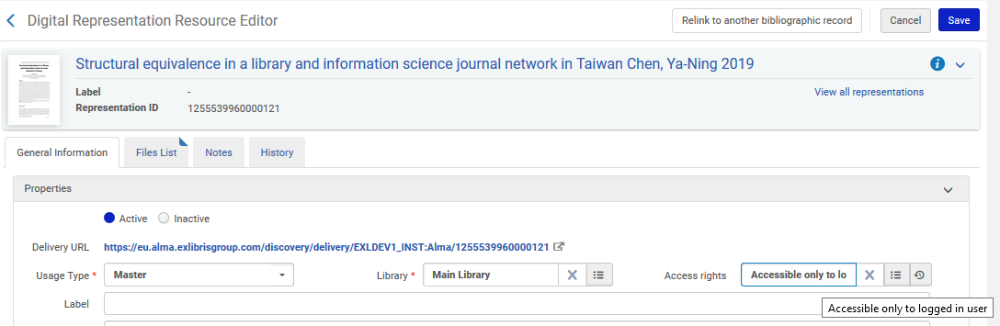 Digital Representation Resource Editor
Relink to another bibliographic record
Cancel
Save
Structural equivalence in a library and information science journal network in Taiwan Chen, Ya-Ning 2019
Label -
View all representations
Representation ID 1255539960000121
General Information Files List Notes History
Properties
Active Inactive
Delivery URL https://eu.alma.exlibrisgroup.com/discovery/delivery/EXLDEV1_INST:Alma/1255539960000121
Usage Type * Master Library * Main Library Access rights Accessible only to lo
Label
Accessible only to logged in user